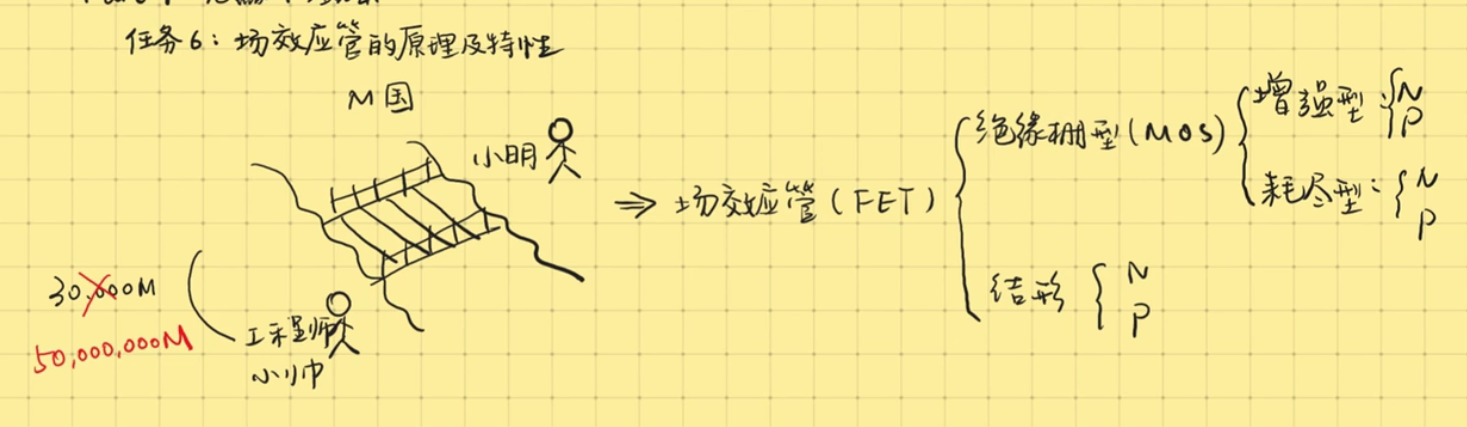 任务6：场效应管的原理及特性
M国
小明
30,000M
50,000,000M
工程师
小帅
⇒ 场效应管(FET)
绝缘栅型(MOS)
增强型：N
P
耗尽型：N
P
结形 N
P